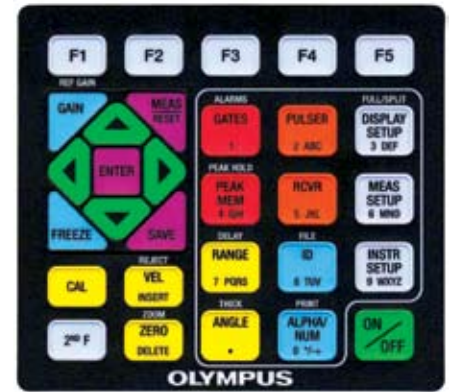 F1 F2 F3 F4 F5
REF GAIN ALARMS FULL/SPLIT
GAIN MEAS RESET GATES 1 PULSER 2 ABC DISPLAY SETUP 3 DEF
ENTER
PEAK HOLD
PEAK MEM 4 GHI RCVR 5 JKL MEAS SETUP 6 MNO
FREEZE SAVE
REJECT DELAY FILE
CAL VEL INSERT RANGE 7 PQRS ID 8 TUV INSTR SETUP 9 WXYZ
ZOOM THICK PRINT
2ND F ZERO DELETE ANGLE . ALPHA/NUM 0 */-+ ON/OFF
OLYMPUS